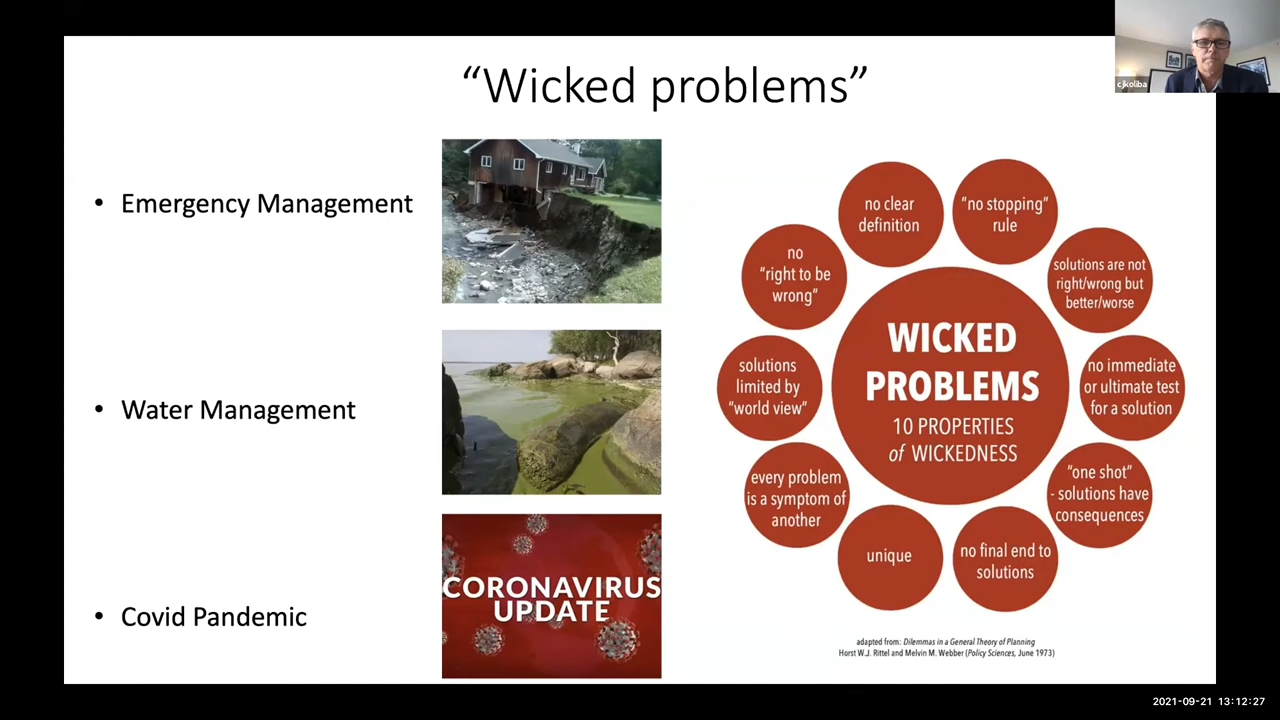 “Wicked problems”
cjkoliba
• Emergency Management
• Water Management
• Covid Pandemic
CORONAVIRUS
UPDATE
WICKED
PROBLEMS
10 PROPERTIES
of WICKEDNESS
no clear
definition
“no stopping”
rule
solutions are not
right/wrong but
better/worse
no immediate
or ultimate test
for a solution
“one shot”
- solutions have
consequences
no final end to
solutions
unique
every problem
is a symptom of
another
solutions
limited by
“world view”
no
“right to be
wrong”
adapted from: Dilemmas in a General Theory of Planning
Horst W.J. Rittel and Melvin M. Webber (Policy Sciences, June 1973)
2021-09-21 13:12:27